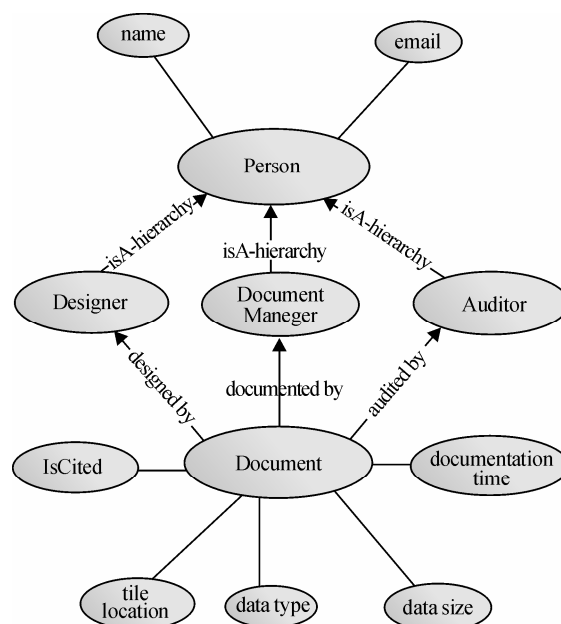 name
email
Person
isA-hierarchy
isA-hierarchy
isA-hierarchy
Designer
Document
Maneger
Auditor
designed by
documented by
audited by
IsCited
Document
documentation
time
tile
location
data type
data size